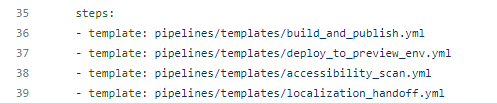 35 steps:
36 - template: pipelines/templates/build_and_publish.yml
37 - template: pipelines/templates/deploy_to_preview_env.yml
38 - template: pipelines/templates/accessibility_scan.yml
39 - template: pipelines/templates/localization_handoff.yml